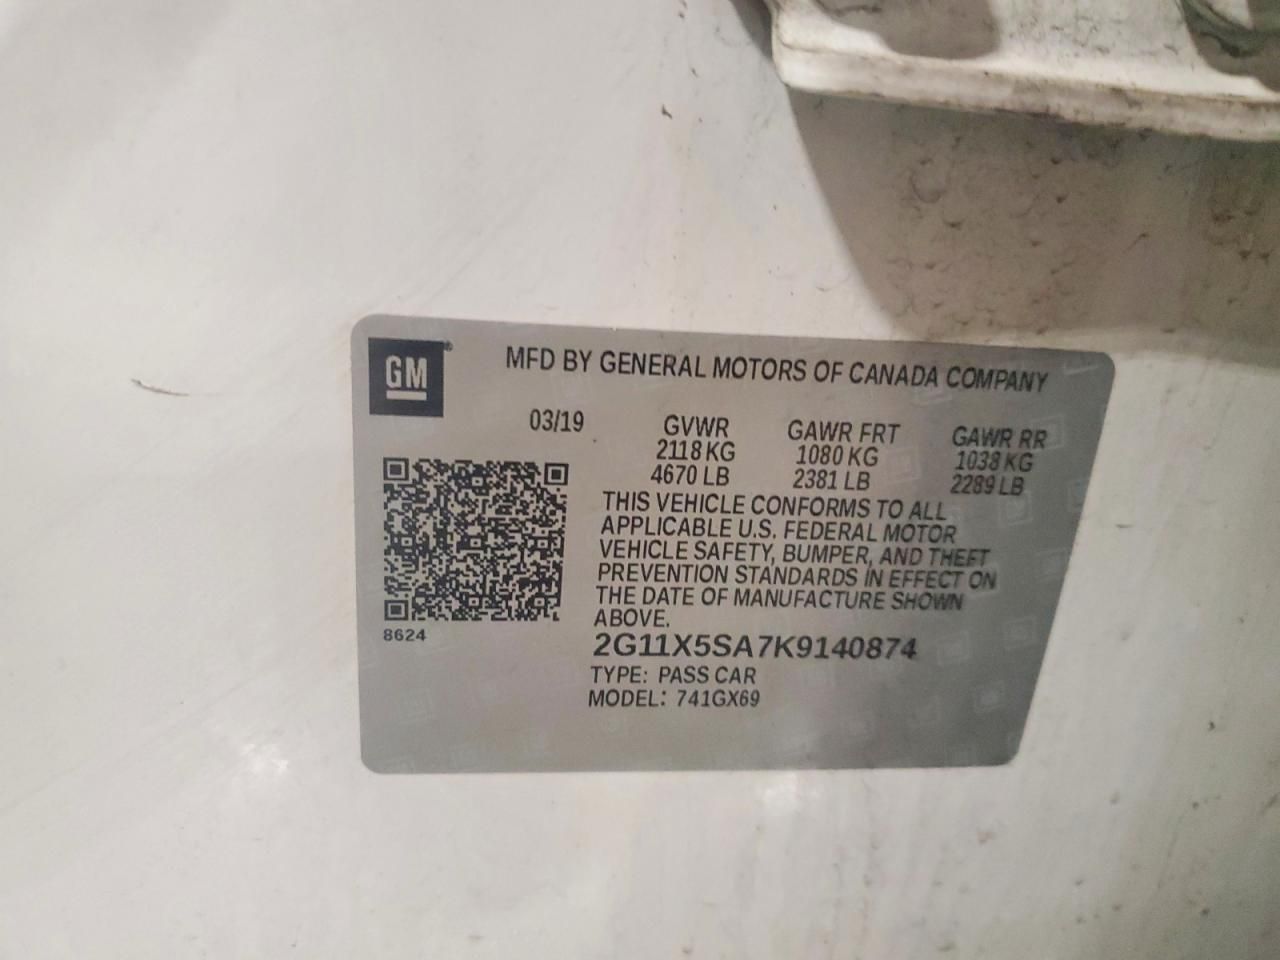 GM®
MFD BY GENERAL MOTORS OF CANADA COMPANY
03/19
GVWR
2118 KG
4670 LB
GAWR FRT
1080 KG
2381 LB
GAWR RR
1038 KG
2289 LB
THIS VEHICLE CONFORMS TO ALL
APPLICABLE U.S. FEDERAL MOTOR
VEHICLE SAFETY, BUMPER, AND THEFT
PREVENTION STANDARDS IN EFFECT ON
THE DATE OF MANUFACTURE SHOWN
ABOVE.
8624
2G11X5SA7K9140874
TYPE: PASS CAR
MODEL: 741GX69